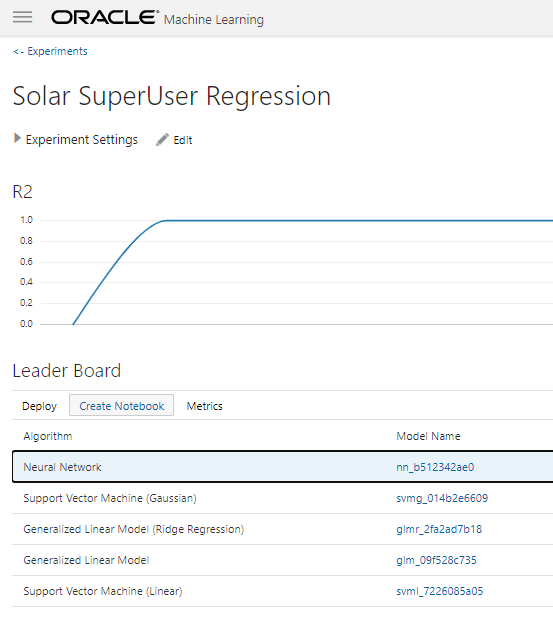 ORACLE® Machine Learning
<- Experiments
Solar SuperUser Regression
Experiment Settings Edit
R2
1.0
0.8
0.6
0.4
0.2
0.0
Leader Board
Deploy Create Notebook Metrics
Algorithm Model Name
Neural Network nn_b512342ae0
Support Vector Machine (Gaussian) svmg_014b2e6609
Generalized Linear Model (Ridge Regression) glmr_2fa2ad7b18
Generalized Linear Model glm_09f528c735
Support Vector Machine (Linear) svml_7226085a05